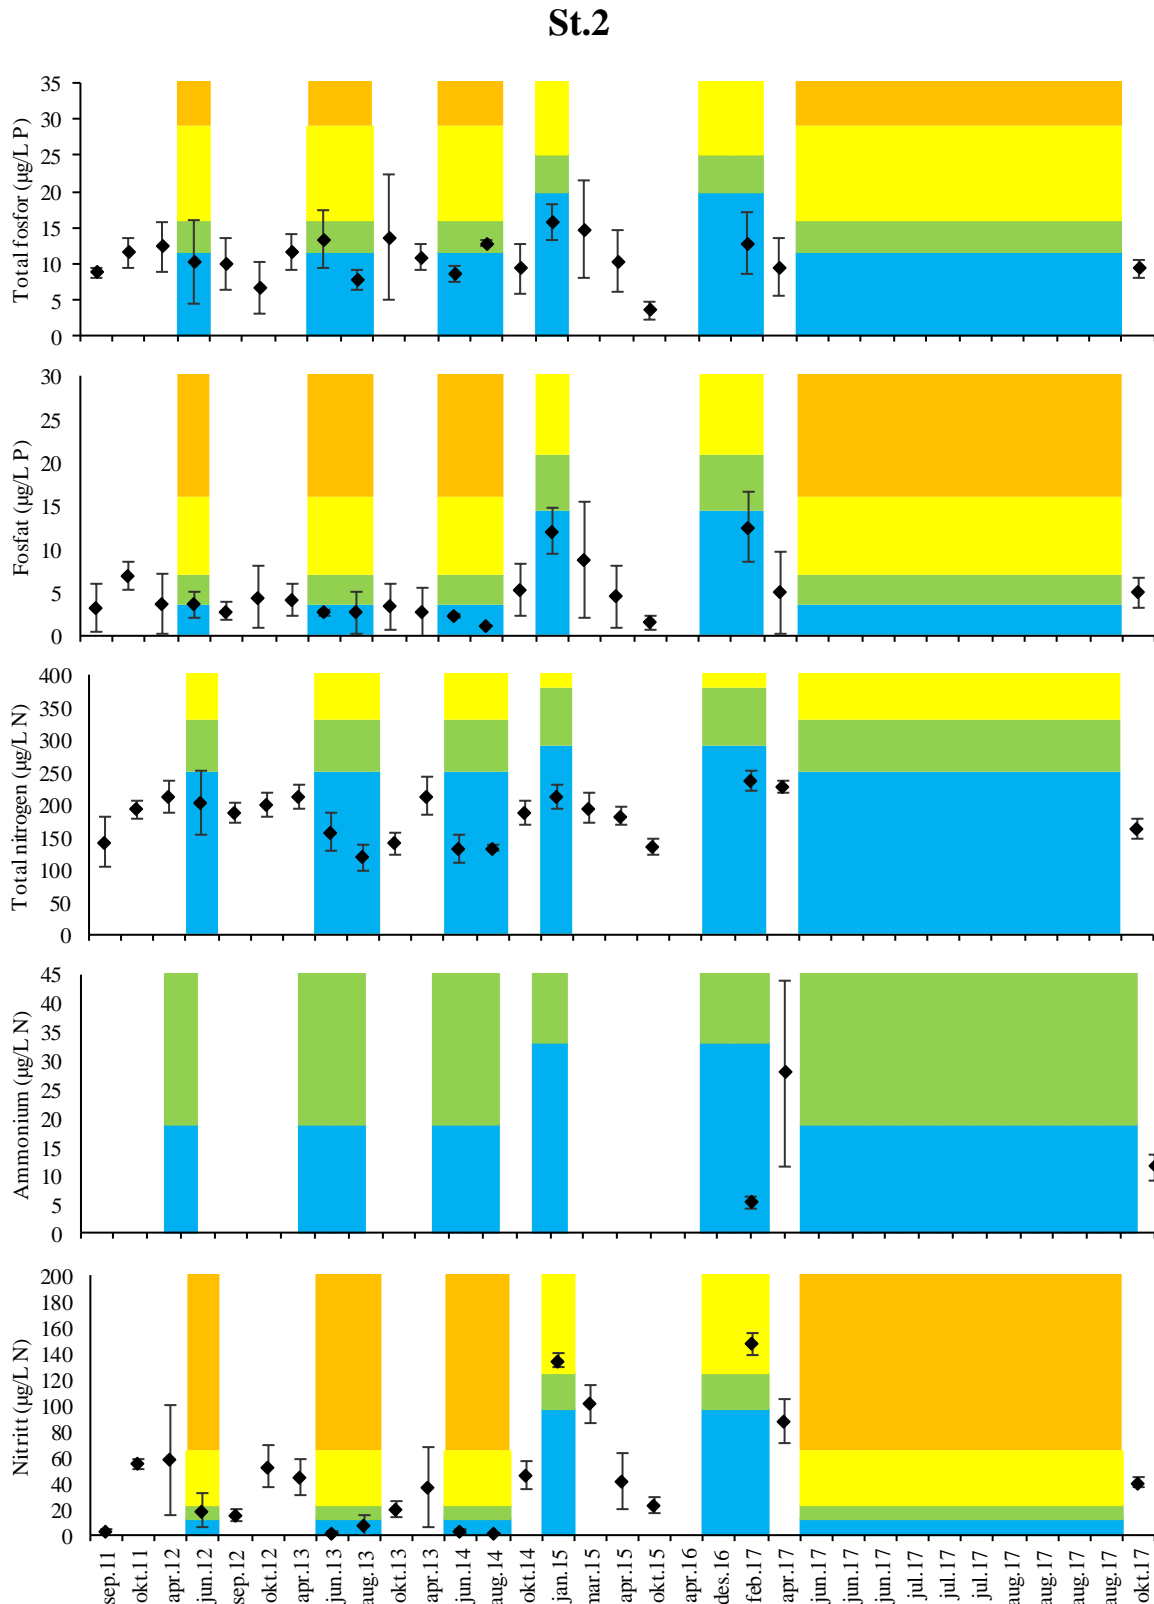 St.2
Total fosfor (µg/L P)
35
30
25
20
15
10
5
0
Fosfat (µg/L P)
30
25
20
15
10
5
0
Total nitrogen (µg/L N)
400
350
300
250
200
150
100
50
0
Ammonium (µg/L N)
45
40
35
30
25
20
15
10
5
0
Nitritt (µg/L N)
200
180
160
140
120
100
80
60
40
20
0
sep.11
okt.11
apr.12
jun.12
sep.12
okt.12
apr.13
jun.13
aug.13
okt.13
apr.13
jun.14
aug.14
okt.14
jan.15
mar.15
apr.15
okt.15
apr.16
des.16
feb.17
apr.17
jun.17
jun.17
jun.17
jul.17
jul.17
jul.17
aug.17
aug.17
aug.17
aug.17
okt.17